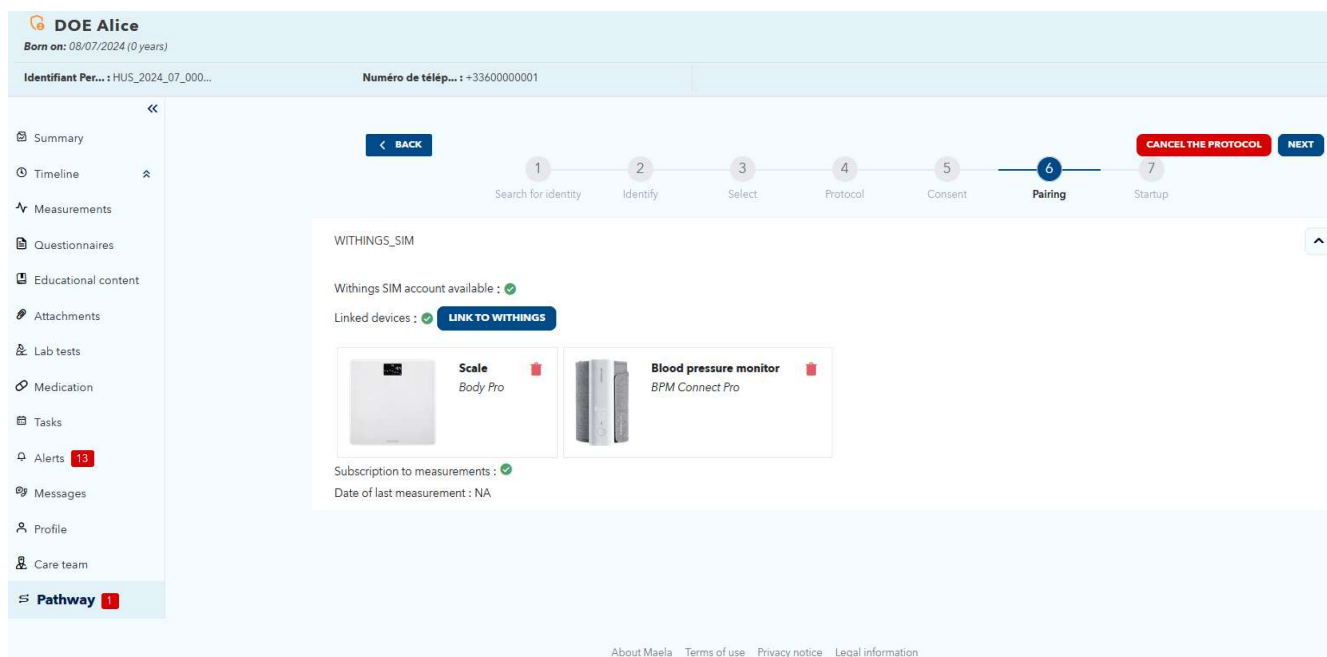 DOE Alice
Born on: 08/07/2024 (0 years)
Identifiant Per... : HUS_2024_07_000...
Numéro de télép... : +33600000001
«
Summary
Timeline
Measurements
Questionnaires
Educational content
Attachments
Lab tests
Medication
Tasks
Alerts 13
Messages
Profile
Care team
Pathway 1
BACK
CANCEL THE PROTOCOL
NEXT
1 2 3 4 5 6 7
Search for identity Identify Select Protocol Consent Pairing Startup
WITHINGS_SIM
Withings SIM account available :
Linked devices : LINK TO WITHINGS
Scale
Body Pro
Blood pressure monitor
BPM Connect Pro
Subscription to measurements :
Date of last measurement : NA
About Maela Terms of use Privacy notice Legal information